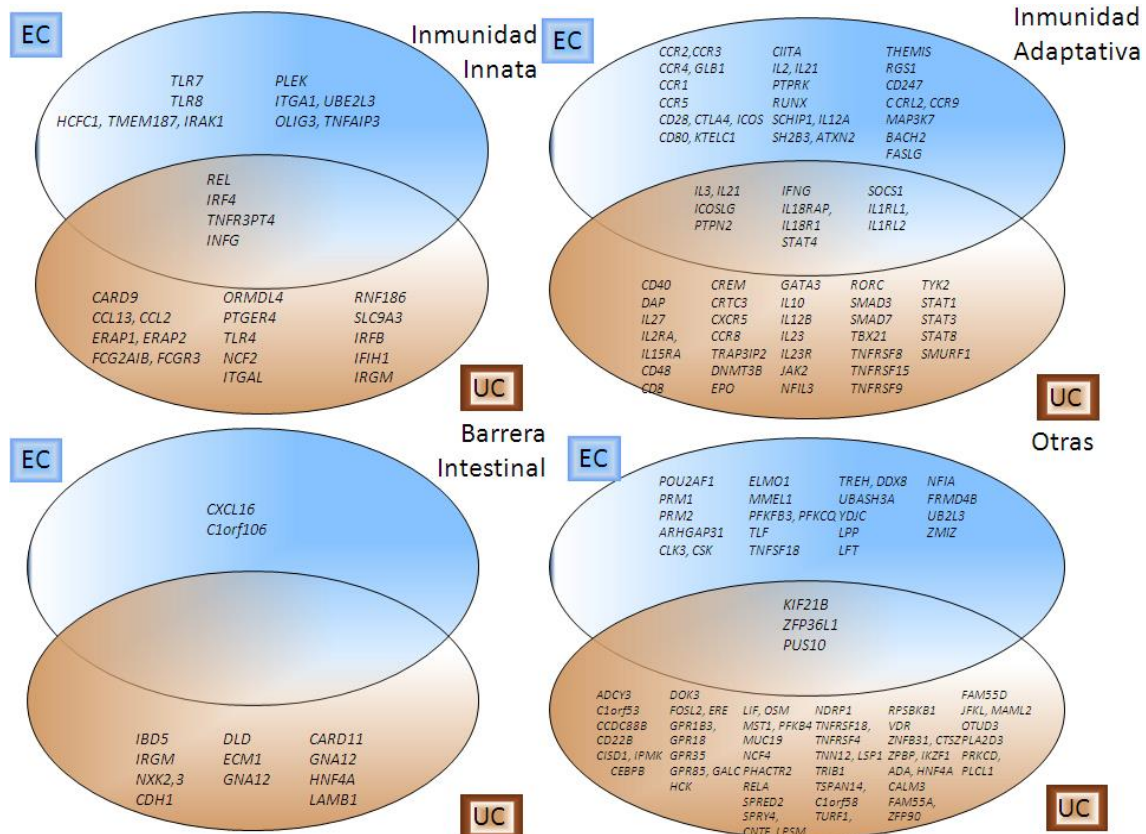 EC
Inmunidad
Innata
TLR7
TLR8
HCFC1, TMEM187, IRAK1
PLEK
ITGA1, UBE2L3
OLIG3, TNFAIP3
REL
IRF4
TNFR3PT4
INFG
CARD9
CCL13, CCL2
ERAP1, ERAP2
FCG2AIB, FCGR3
ORMDL4
PTGER4
TLR4
NCF2
ITGAL
RNF186
SLC9A3
IRFB
IFIH1
IRGM
UC
EC
Inmunidad
Adaptativa
CCR2,CCR3
CCR4, GLB1
CCR1
CCR5
CD28, CTLA4, ICOS
CD80, KTELC1
CIITA
IL2, IL21
PTPRK
RUNX
SCHIP1, IL12A
SH2B3, ATXN2
THEMIS
RGS1
CD247
CCRL2, CCR9
MAP3K7
BACH2
FASLG
IL3, IL21
ICOSLG
PTPN2
IFNG
IL18RAP,
IL18R1
STAT4
SOCS1
IL1RL1,
IL1RL2
CD40
DAP
IL27
IL2RA,
IL15RA
CD48
CD8
CREM
CRTC3
CXCR5
CCR8
TRAP3IP2
DNMT3B
EPO
GATA3
IL10
IL12B
IL23
IL23R
JAK2
NFIL3
RORC
SMAD3
SMAD7
TBX21
TNFRSF8
TNFRSF15
TNFRSF9
TYK2
STAT1
STAT3
STAT8
SMURF1
UC
EC
Barrera
Intestinal
CXCL16
C1orf106
IBD5
IRGM
NXK2,3
CDH1
DLD
ECM1
GNA12
CARD11
GNA12
HNF4A
LAMB1
UC
Otras
EC
POU2AF1
PRM1
PRM2
ARHGAP31
CLK3, CSK
ELMO1
MMEL1
PFKFB3, PFKCQ
TLF
TNFSF18
TREH, DDX8
UBASH3A
YDJC
LPP
LFT
NFIA
FRMD4B
UB2L3
ZMIZ
KIF21B
ZFP36L1
PUS10
ADCY3
C1orf53
CCDC88B
CD22B
CISD1, IPMK
CEBPB
DOK3
FOSL2, ERE
GPR1B3,
GPR18
GPR35
GPR85, GALC
HCK
LIF, OSM
MST1, PFKB4
MUC19
NCF4
PHACTR2
RELA
SPRED2
SPRY4,
CNTF, LPSM
NDRP1
TNFRSF18,
TNFRSF4
TNN12, LSP1
TRIB1
TSPAN14,
C1orf58
TURF1,
RPSBKB1
VDR
ZNFB31, CTSZ
ZPBP, IKZF1
ADA, HNF4A
CALM3
FAM55A,
ZFP90
FAM55D
JFKL, MAML2
OTUD3
PLA2D3
PRKCD,
PLCL1
UC